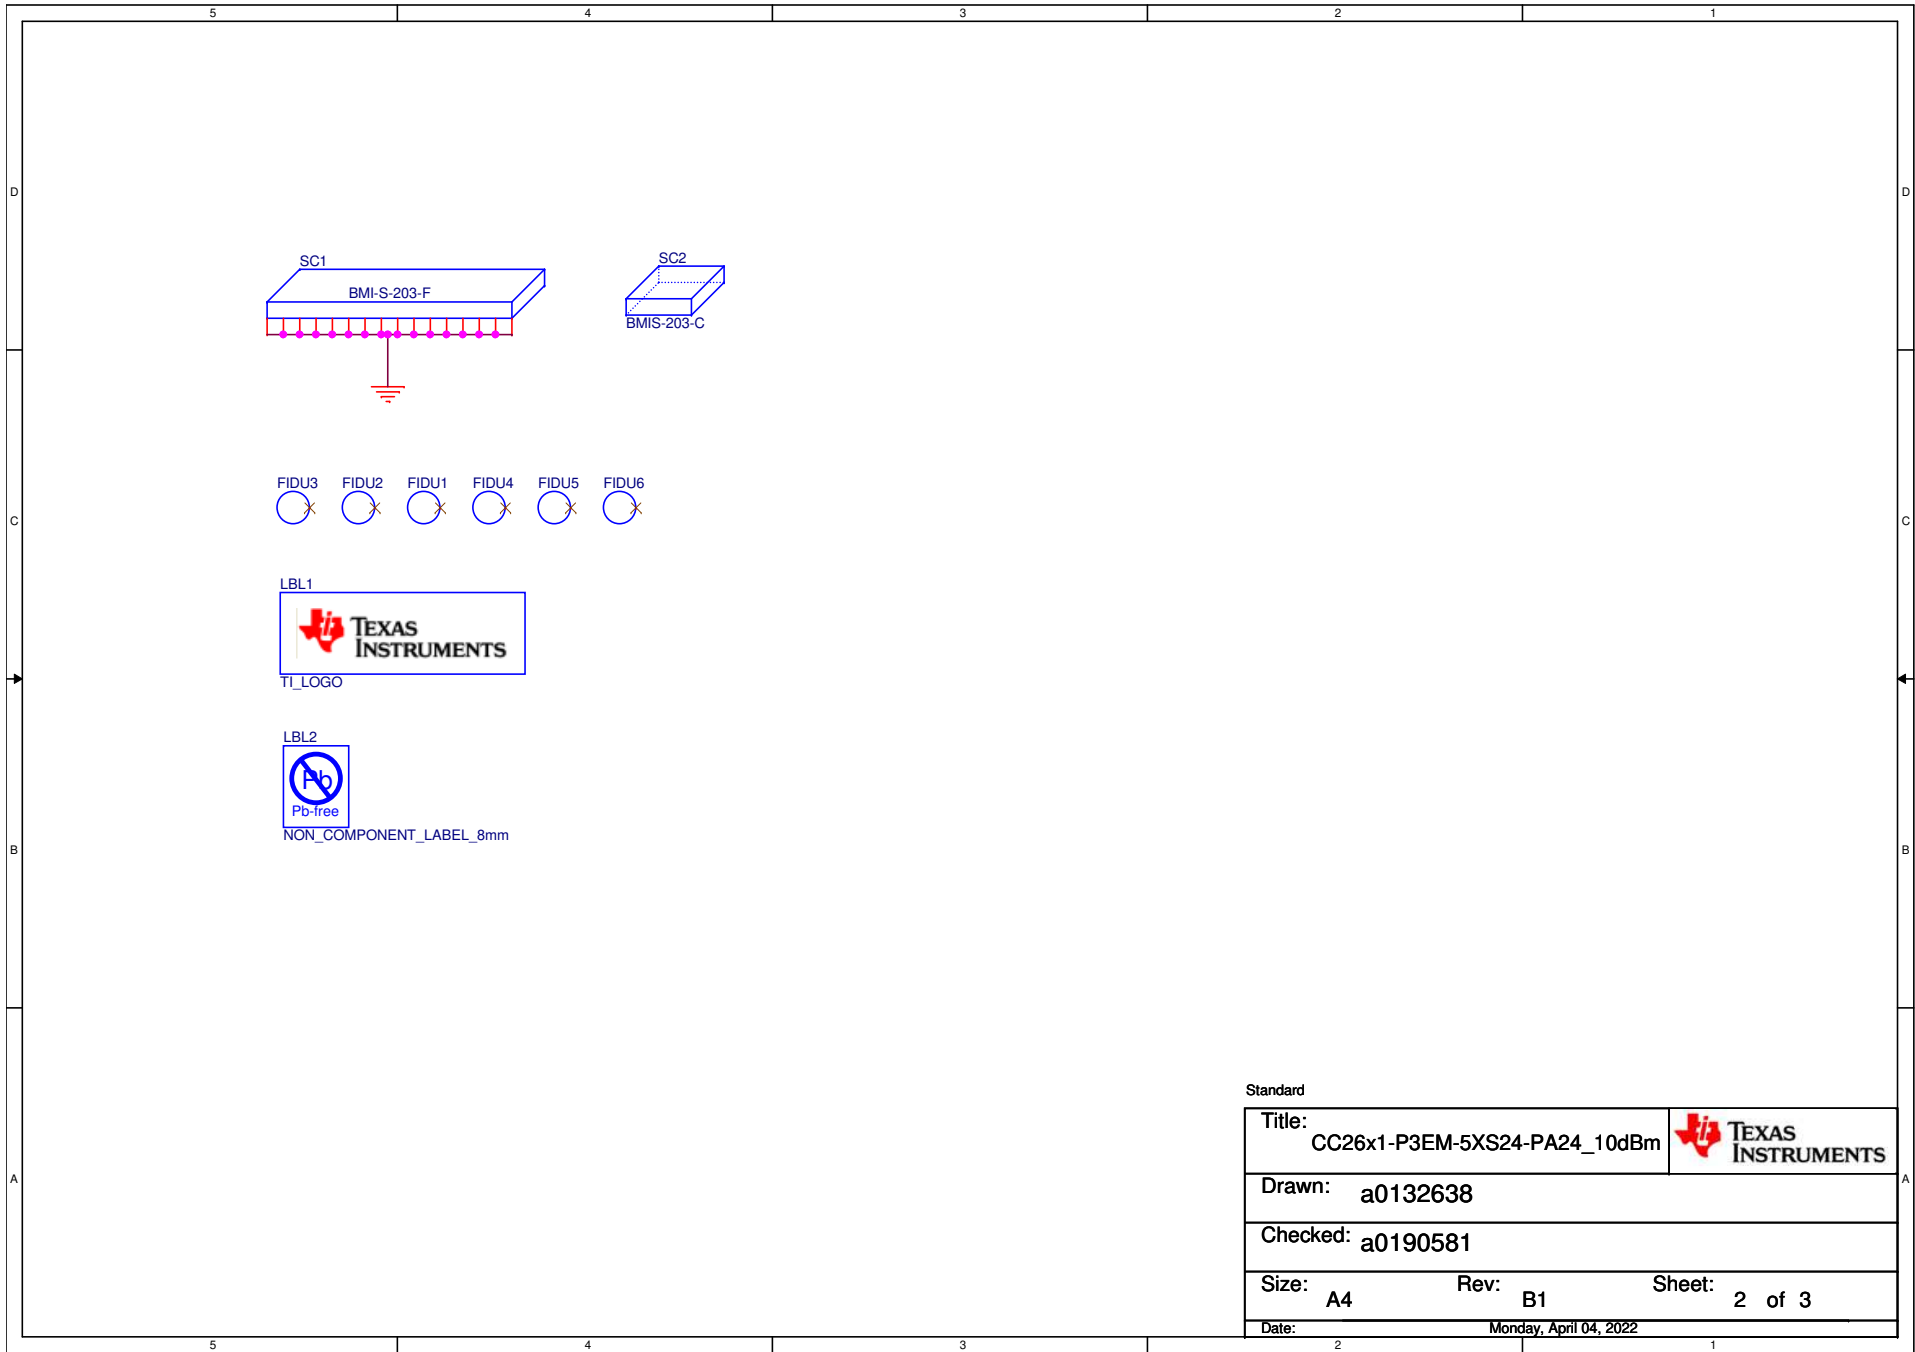 5 4 3 2 1
D D
SC1 SC2
BMI-S-203-F
BMIS-203-C
FIDU3 FIDU2 FIDU1 FIDU4 FIDU5 FIDU6
C C
LBL1
TEXAS
INSTRUMENTS
TI_LOGO
LBL2
Pb
Pb-free
NON_COMPONENT_LABEL_8mm
B B
Standard
Title:
CC26x1-P3EM-5XS24-PA24_10dBm
TEXAS
INSTRUMENTS
A A
Drawn: a0132638
Checked: a0190581
Size: A4 Rev: B1 Sheet: 2 of 3
Date: Monday, April 04, 2022
5 4 3 2 1